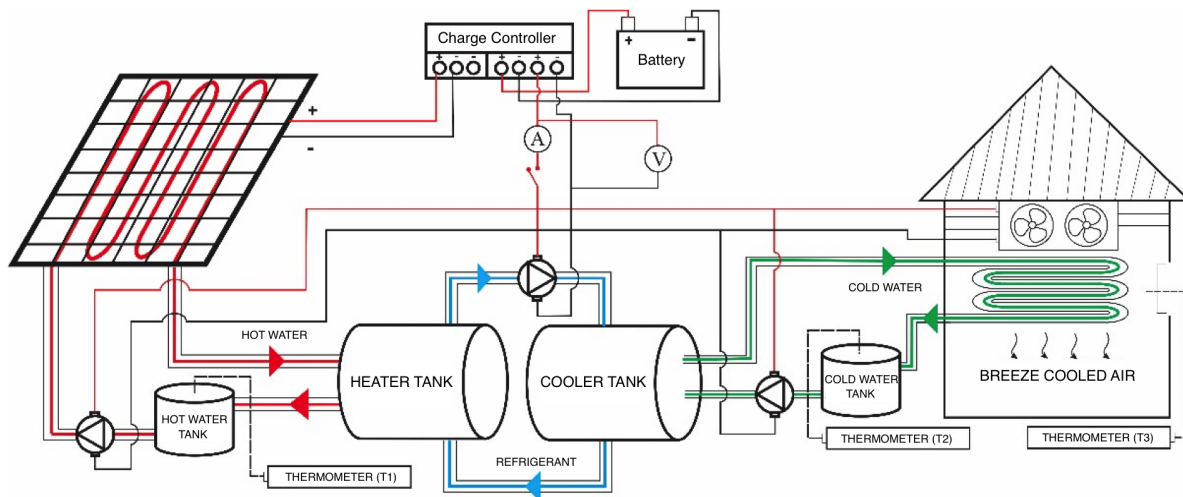 Charge Controller
+ - - + - + -
+ -
Battery
+
-
A
V
HOT WATER
COLD WATER
HEATER TANK
COOLER TANK
COLD WATER
TANK
BREEZE COOLED AIR
HOT WATER
TANK
THERMOMETER (T2)
THERMOMETER (T3)
REFRIGERANT
THERMOMETER (T1)